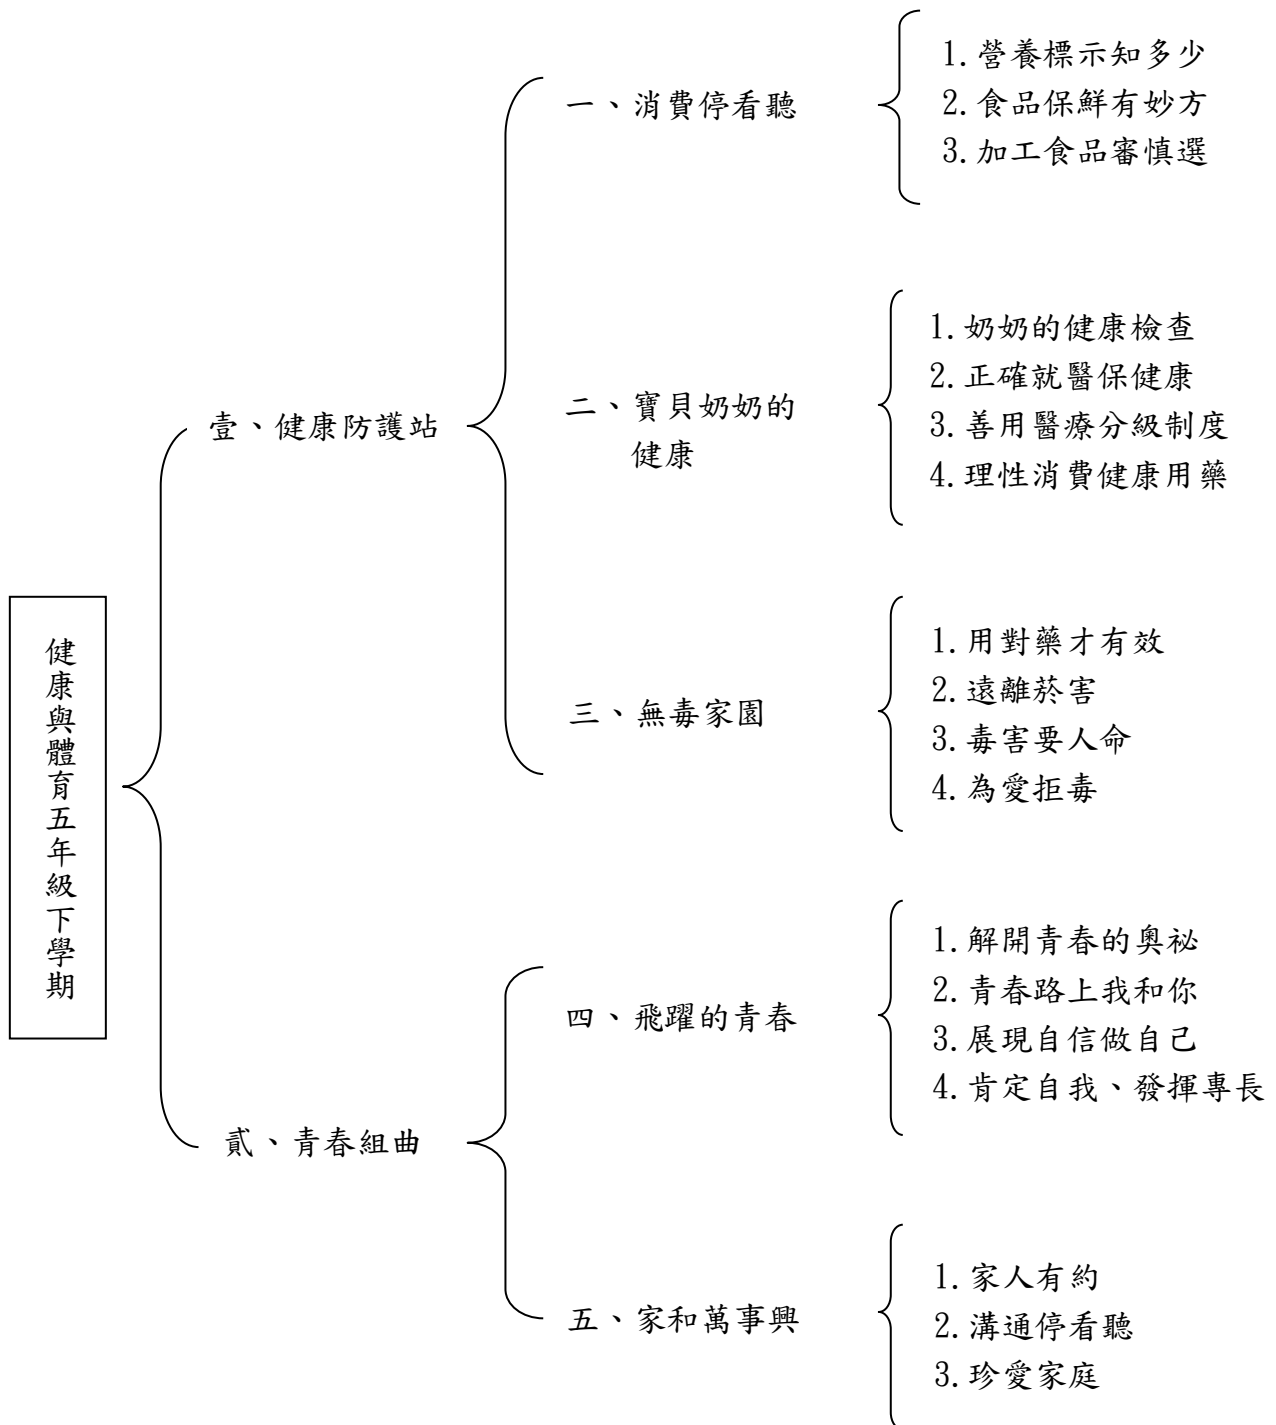 健康與體育五年級下學期
壹、健康防護站
一、消費停看聽
1.營養標示知多少
2.食品保鮮有妙方
3.加工食品審慎選
二、寶貝奶奶的
健康
1.奶奶的健康檢查
2.正確就醫保健康
3.善用醫療分級制度
4.理性消費健康用藥
三、無毒家園
1.用對藥才有效
2.遠離菸害
3.毒害要人命
4.為愛拒毒
貳、青春組曲
四、飛躍的青春
1.解開青春的奧祕
2.青春路上我和你
3.展現自信做自己
4.肯定自我、發揮專長
五、家和萬事興
1.家人有約
2.溝通停看聽
3.珍愛家庭